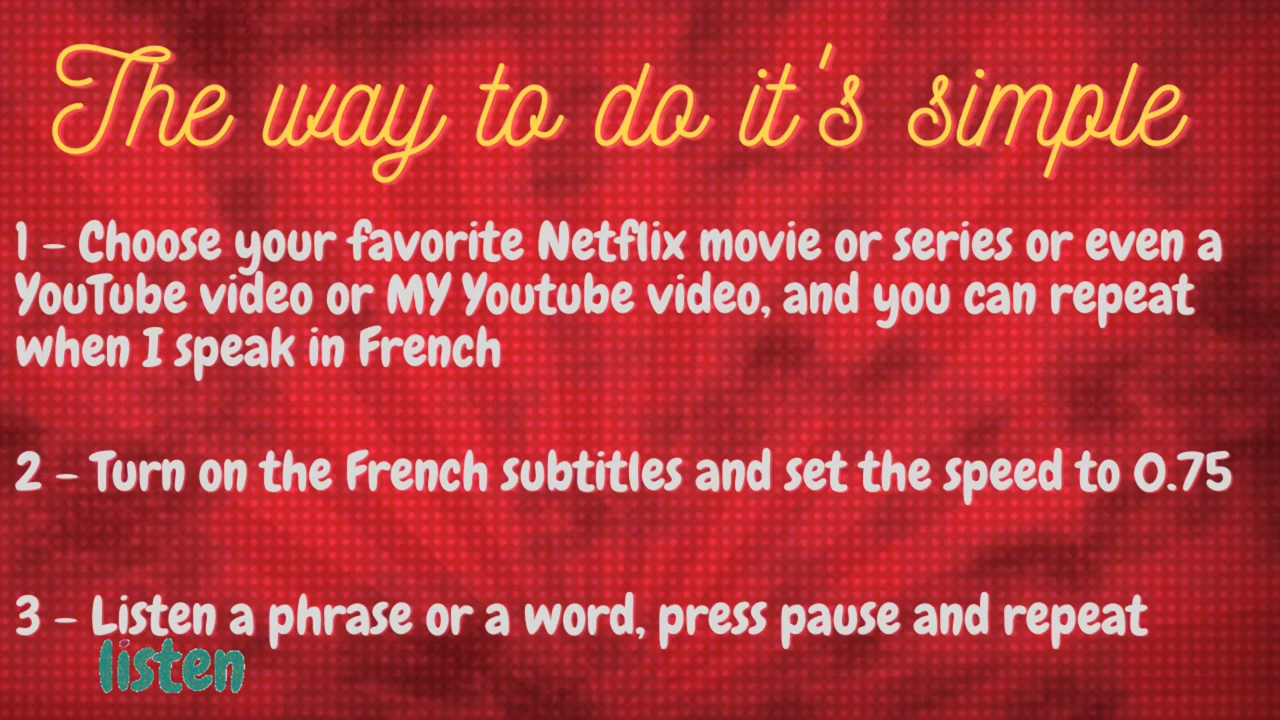 The way to do it's simple
1 - Choose your favorite Netflix movie or series or even a
YouTube video or MY Youtube video, and you can repeat
when I speak in French
2 - Turn on the French subtitles and set the speed to 0.75
3 - Listen a phrase or a word, press pause and repeat
listen